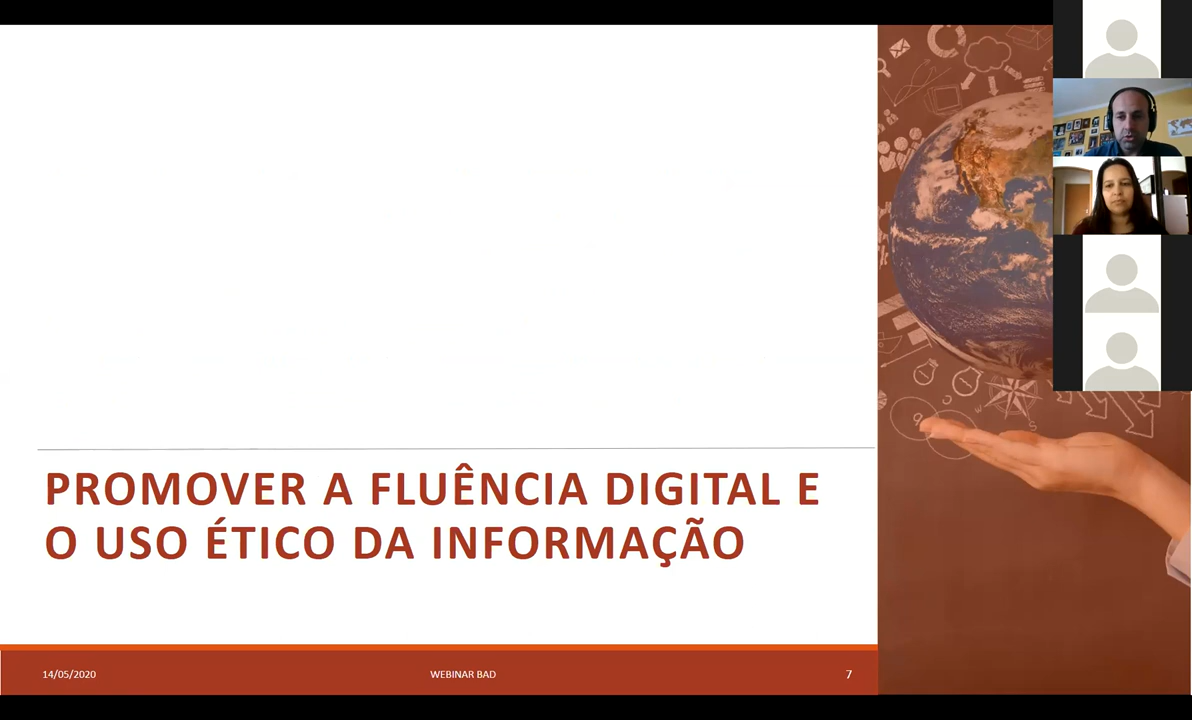 PROMOVER A FLUÊNCIA DIGITAL E
O USO ÉTICO DA INFORMAÇÃO
14/05/2020 WEBINAR BAD 7